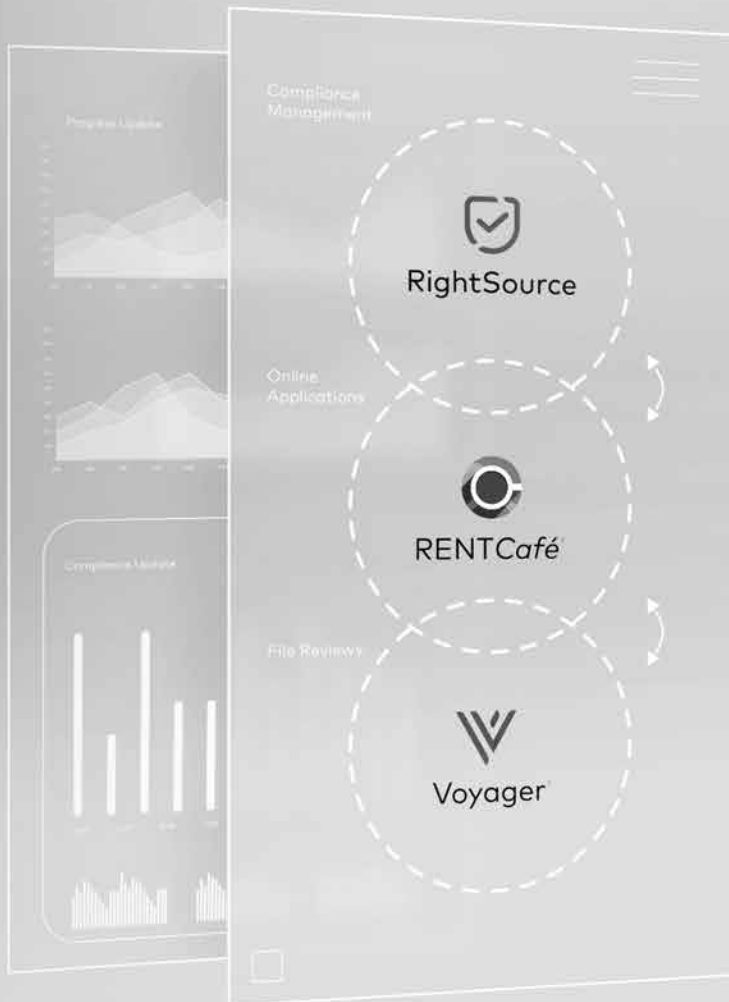 Progress Update
Compliance Update
Compliance
Management
RightSource
Online
Applications
RENTCafé
File Reviews
Voyager